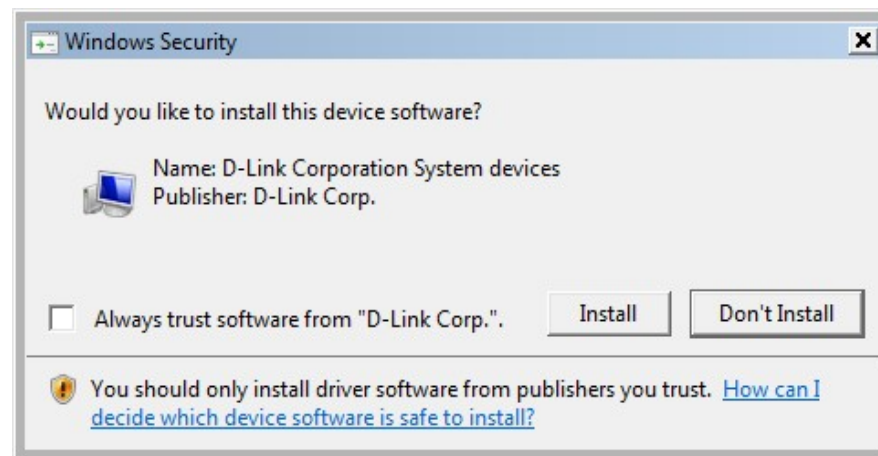 Windows Security
Would you like to install this device software?
Name: D-Link Corporation System devices
Publisher: D-Link Corp.
Always trust software from "D-Link Corp.".
Install
Don't Install
You should only install driver software from publishers you trust. How can I
decide which device software is safe to install?